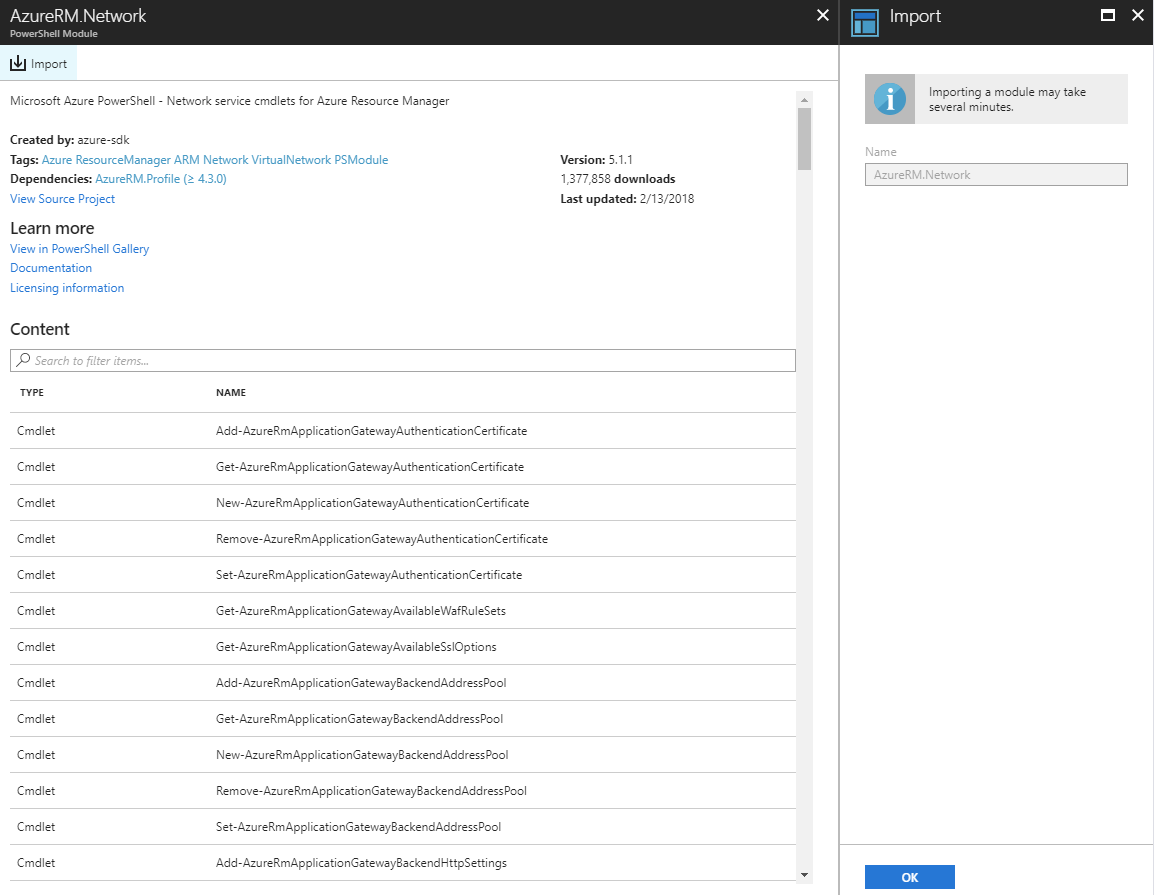 AzureRM.Network
PowerShell Module
Import
Microsoft Azure PowerShell - Network service cmdlets for Azure Resource Manager
Created by: azure-sdk
Tags: Azure ResourceManager ARM Network VirtualNetwork PSModule
Dependencies: AzureRM.Profile (≥ 4.3.0)
View Source Project
Version: 5.1.1
1,377,858 downloads
Last updated: 2/13/2018
Learn more
View in PowerShell Gallery
Documentation
Licensing information
Content
Search to filter items...
TYPE NAME
Cmdlet Add-AzureRmApplicationGatewayAuthenticationCertificate
Cmdlet Get-AzureRmApplicationGatewayAuthenticationCertificate
Cmdlet New-AzureRmApplicationGatewayAuthenticationCertificate
Cmdlet Remove-AzureRmApplicationGatewayAuthenticationCertificate
Cmdlet Set-AzureRmApplicationGatewayAuthenticationCertificate
Cmdlet Get-AzureRmApplicationGatewayAvailableWafRuleSets
Cmdlet Get-AzureRmApplicationGatewayAvailableSslOptions
Cmdlet Add-AzureRmApplicationGatewayBackendAddressPool
Cmdlet Get-AzureRmApplicationGatewayBackendAddressPool
Cmdlet New-AzureRmApplicationGatewayBackendAddressPool
Cmdlet Remove-AzureRmApplicationGatewayBackendAddressPool
Cmdlet Set-AzureRmApplicationGatewayBackendAddressPool
Cmdlet Add-AzureRmApplicationGatewayBackendHttpSettings
Import
Importing a module may take
several minutes.
Name
AzureRM.Network
OK